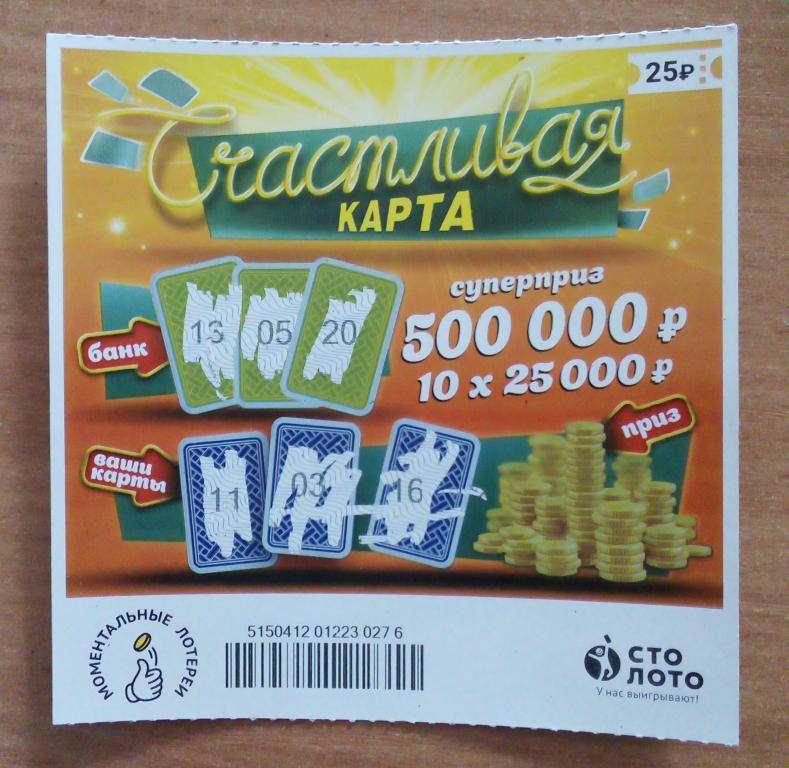 25₽
Счастливая
КАРТА
суперприз
500 000 ₽
10 х 25 000 ₽
банк
13 05 20
приз
ваши
карты
11 03 16
МОМЕНТАЛЬНЫЕ ЛОТЕРЕИ
5150412 01223 027 6
СТО
ЛОТО
У нас выигрывают!